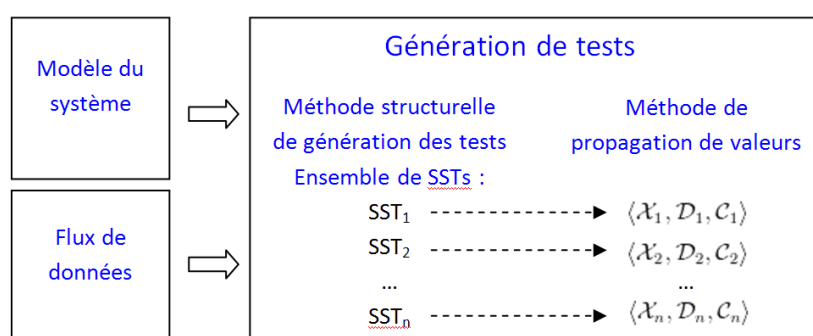 Modèle du
système
Flux de
données
Génération de tests
Méthode structurelle
de génération des tests
Ensemble de SSTs :
Méthode de
propagation de valeurs
SST₁ ⟨𝒳₁, 𝒟₁, 𝒞₁⟩
SST₂ ⟨𝒳₂, 𝒟₂, 𝒞₂⟩
... ...
SSTₙ ⟨𝒳ₙ, 𝒟ₙ, 𝒞ₙ⟩